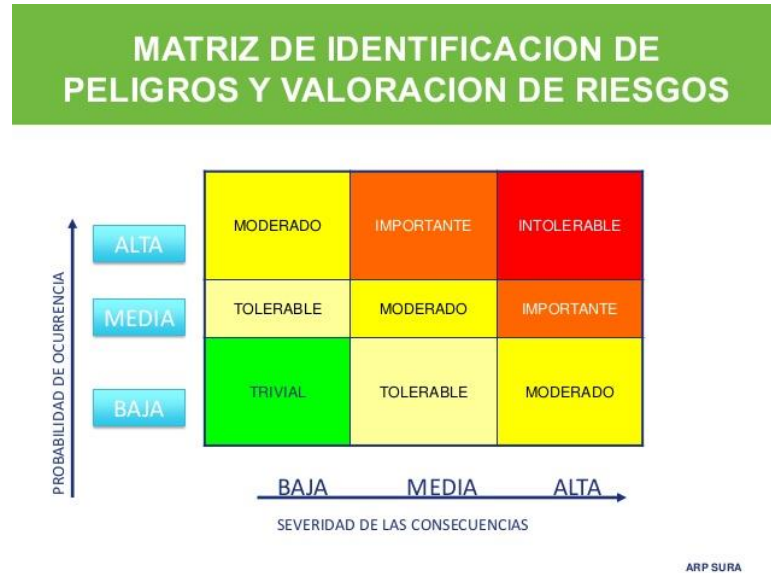 MATRIZ DE IDENTIFICACION DE
PELIGROS Y VALORACION DE RIESGOS
PROBABILIDAD DE OCURRENCIA
ALTA
MODERADO
IMPORTANTE
INTOLERABLE
MEDIA
TOLERABLE
MODERADO
IMPORTANTE
BAJA
TRIVIAL
TOLERABLE
MODERADO
BAJA MEDIA ALTA
SEVERIDAD DE LAS CONSECUENCIAS
ARP SURA